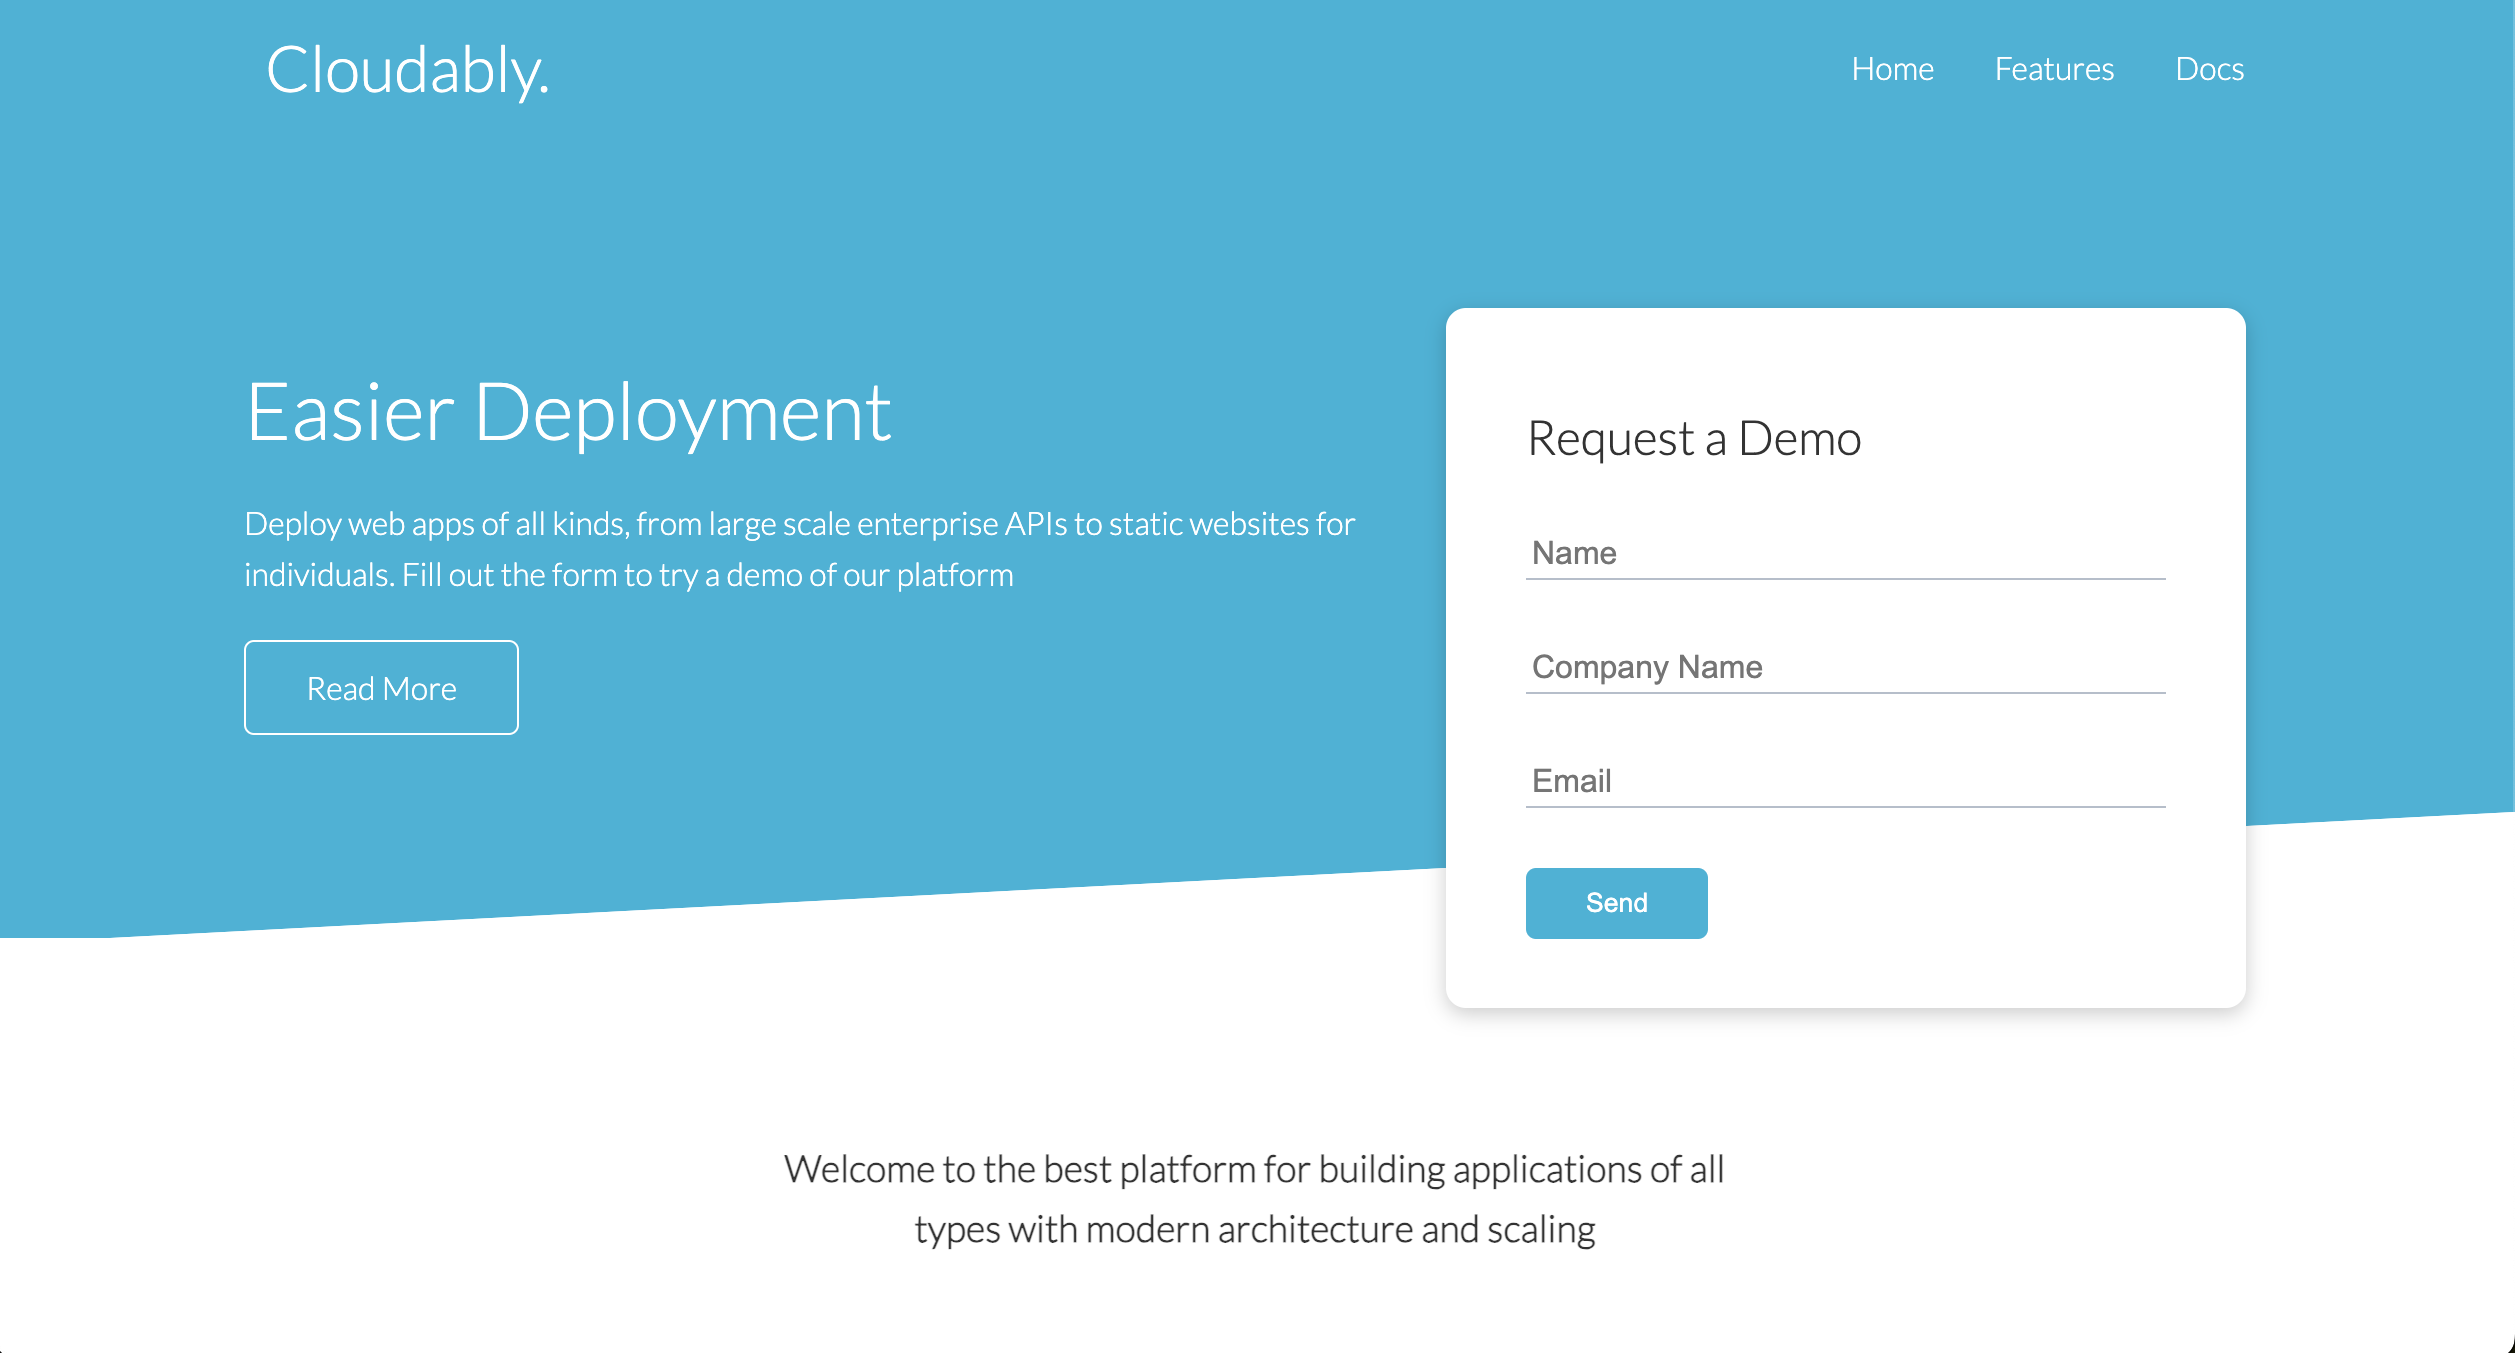 Cloudably.
Home
Features
Docs
Easier Deployment
Deploy web apps of all kinds, from large scale enterprise APIs to static websites for
individuals. Fill out the form to try a demo of our platform
Read More
Request a Demo
Name
Company Name
Email
Send
Welcome to the best platform for building applications of all
types with modern architecture and scaling